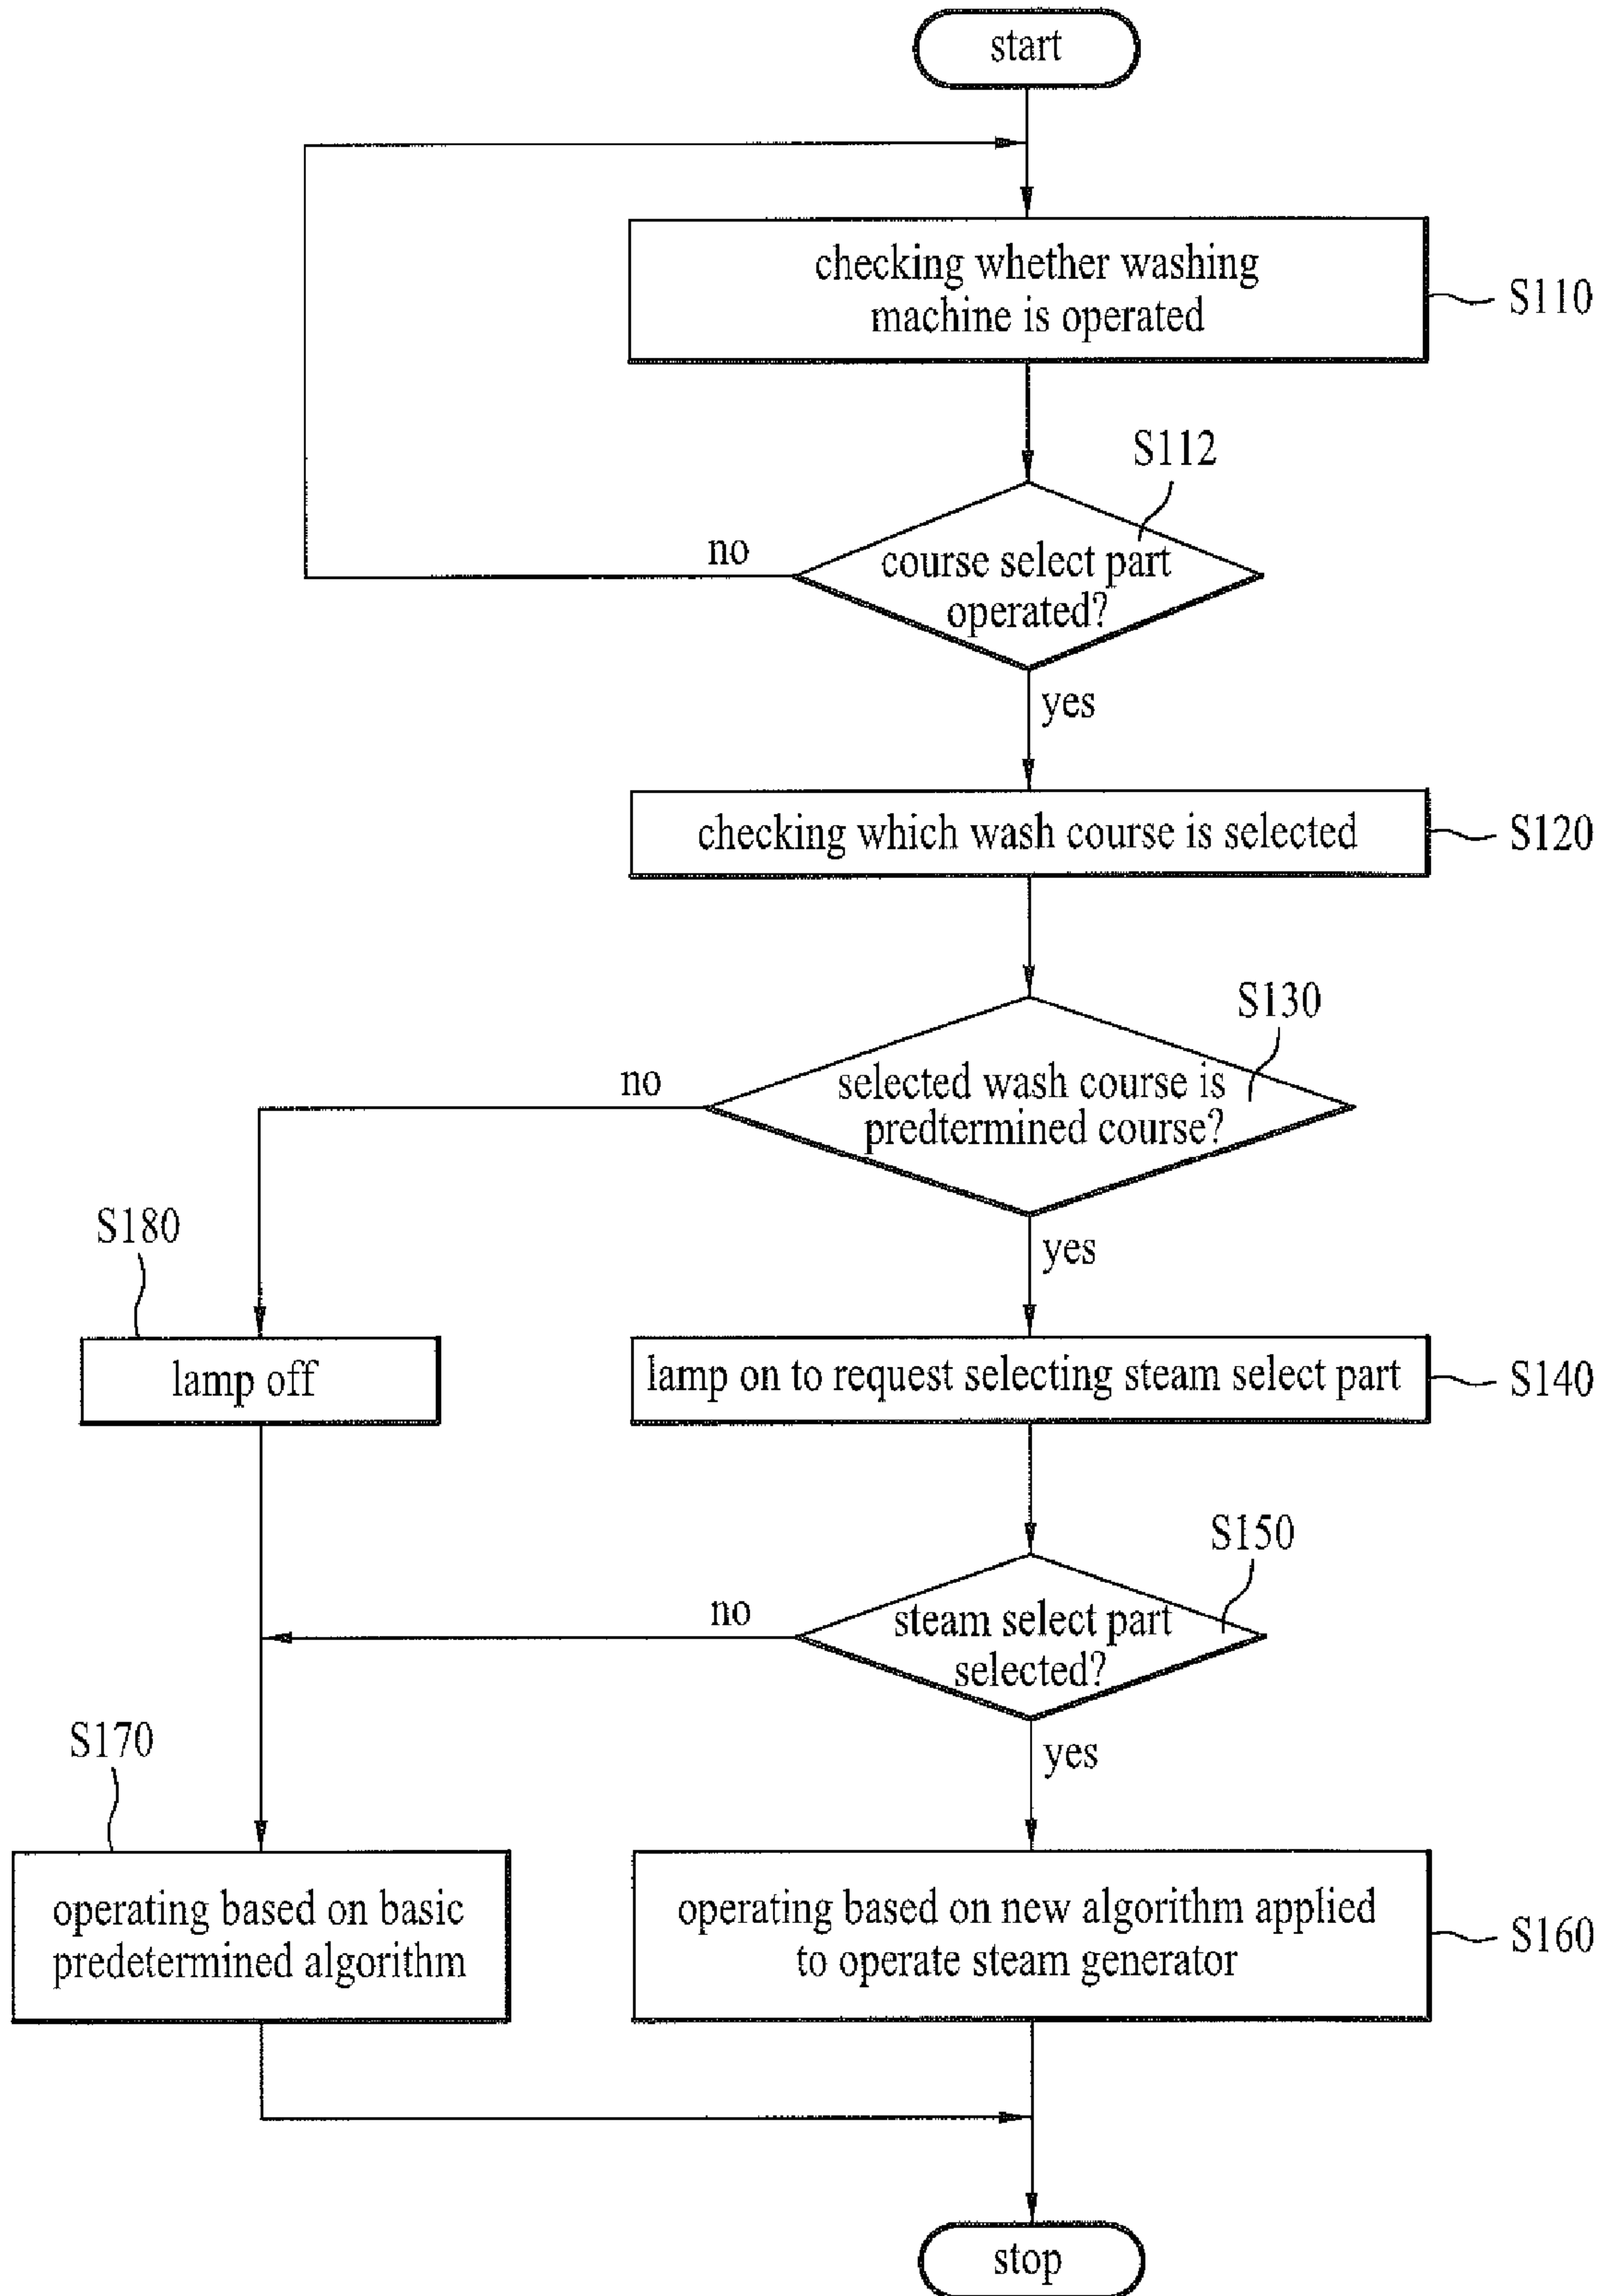 start
checking whether washing
machine is operated
S110
S112
no
course select part
operated?
yes
checking which wash course is selected
S120
S130
no
selected wash course is
predtermined course?
S180
yes
lamp off
lamp on to request selecting steam select part
S140
S150
no
steam select part
selected?
S170
yes
operating based on basic
predetermined algorithm
operating based on new algorithm applied
to operate steam generator
S160
stop